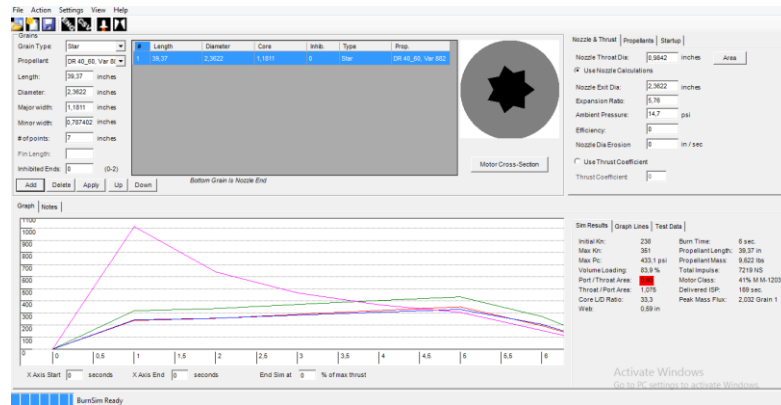 File Action Settings View Help
Grains
Grain Type: Star
Propellant DR 40_60, Var 8(
Length: 39,37 inches
Diameter: 2,3622 inches
Major width: 1,1811 inches
Minor width: 0,787402 inches
# of points: 7 inches
Fin Length:
Inhibited Ends: 0 (0-2)
Add Delete Apply Up Down
# Length Diameter Core Inhib. Type Prop.
1 39,37 2,3622 1,1811 0 Star DR 40_60, Var 862
Bottom Grain Is Nozzle End
Motor Cross-Section
Nozzle & Thrust Propellants Startup
Nozzle Throat Dia: 0,9842 inches Area
Use Nozzle Calculations
Nozzle Exit Dia: 2,3622 inches
Expansion Ratio: 5,76
Ambient Pressure: 14,7 psi
Efficiency: 0
Nozzle Dia Erosion 0 in / sec
Use Thrust Coefficient
Thrust Coefficient 0
Graph Notes
1100
1000
900
800
700
600
500
400
300
200
100
0
0 0,5 1 1,5 2 2,5 3 3,5 4 4,5 5 5,5 6
X Axis Start 0 seconds X Axis End 0 seconds End Sim at 0 % of max thrust
Sim Results Graph Lines Test Data
Initial Kn: 238 Burn Time: 6 sec.
Max Kn: 351 Propellant Length: 39,37 in
Max Pc: 433,1 psi Propellant Mass: 9,622 lbs
Volume Loading: 83,9 % Total Impulse: 7219 NS
Port/Throat Area: Motor Class: 41% M M-1203
Throat / Port Area: 1,076 Delivered ISP: 169 sec.
Core L/D Ratio: 33,3 Peak Mass Flux: 2,032 Grain 1
Web: 0,59 in
Activate Windows
Go to PC settings to activate Windows.
BurnSim Ready